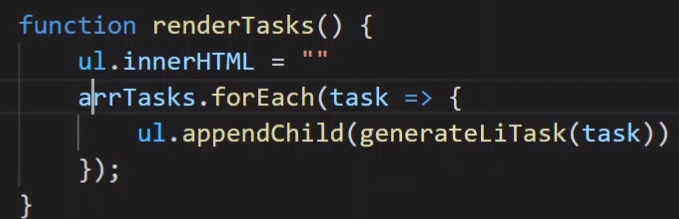 function renderTasks() {
    ul.innerHTML = ""
    arrTasks.forEach(task => {
        ul.appendChild(generateLiTask(task))
    });
}